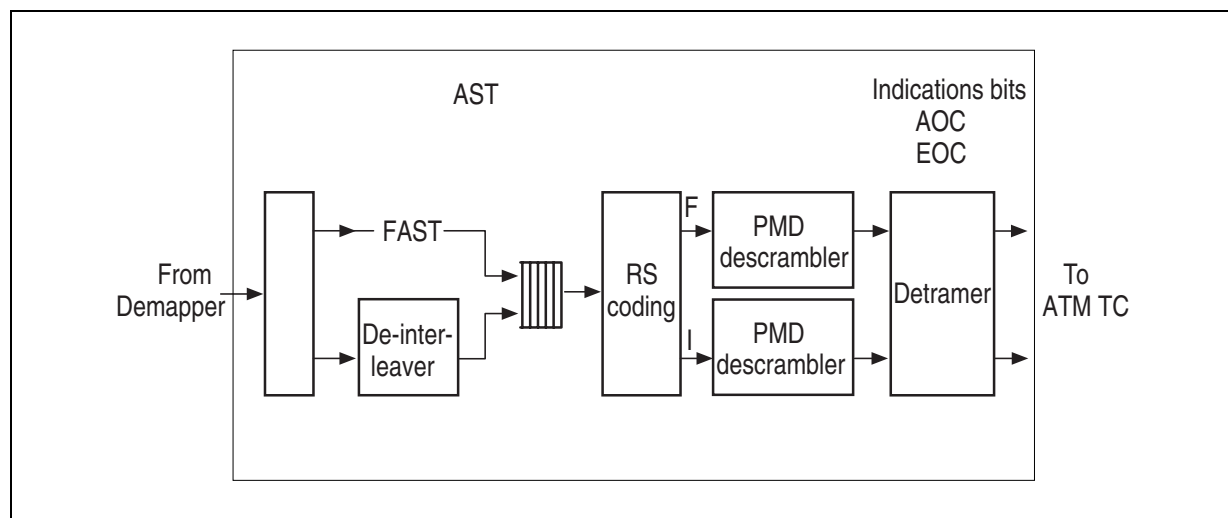 AST
Indications bits
AOC
EOC
From
Demapper
FAST
De-inter-
leaver
RS
coding
F
I
PMD
descrambler
PMD
descrambler
Detramer
To
ATM TC